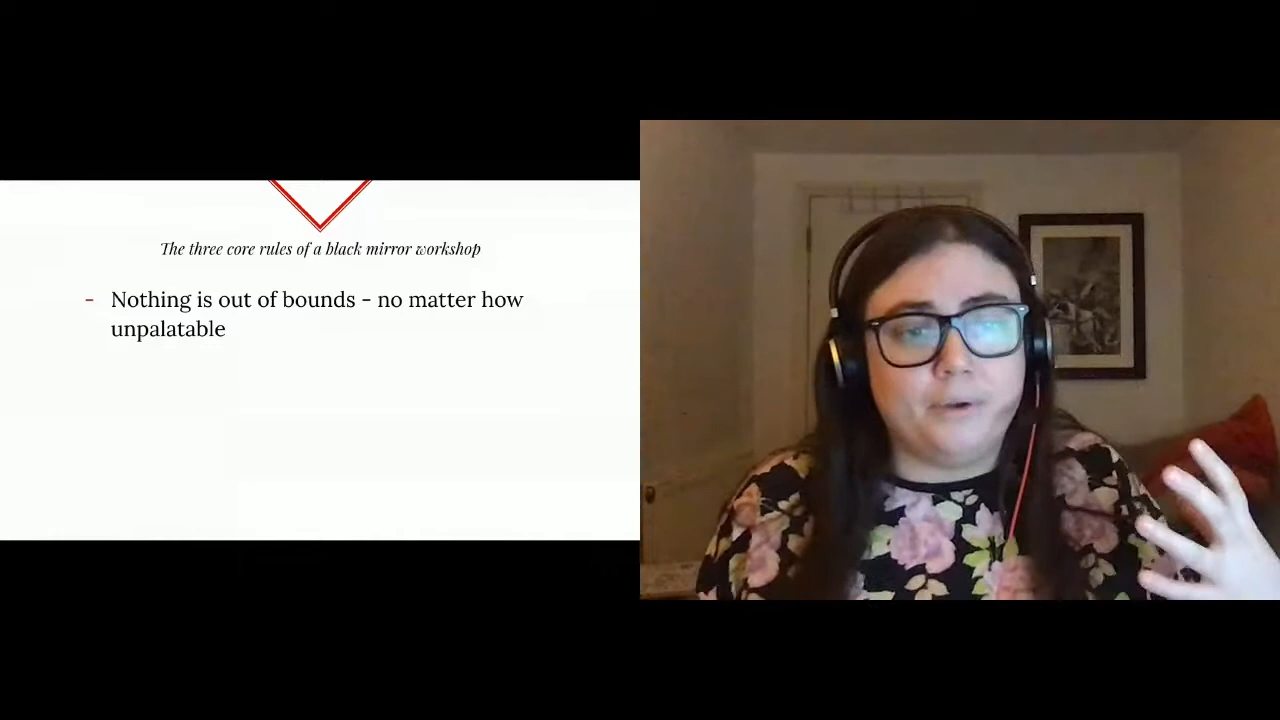 The three core rules of a black mirror workshop
- Nothing is out of bounds - no matter how
unpalatable